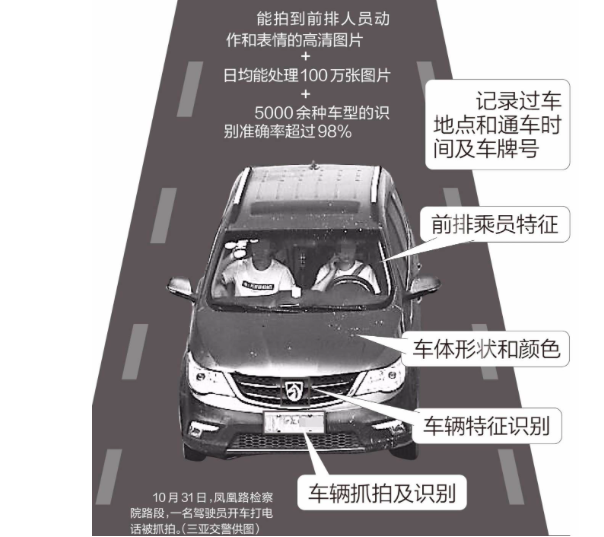 能拍到前排人员动
作和表情的高清图片
+
日均能处理100万张图片
+
5000余种车型的识
别准确率超过98%
记录过车
地点和通车时
间及车牌号
前排乘员特征
车体形状和颜色
车辆特征识别
车辆抓拍及识别
10月31日,凤凰路检察
院路段,一名驾驶员开车打电
话被抓拍。(三亚交警供图)